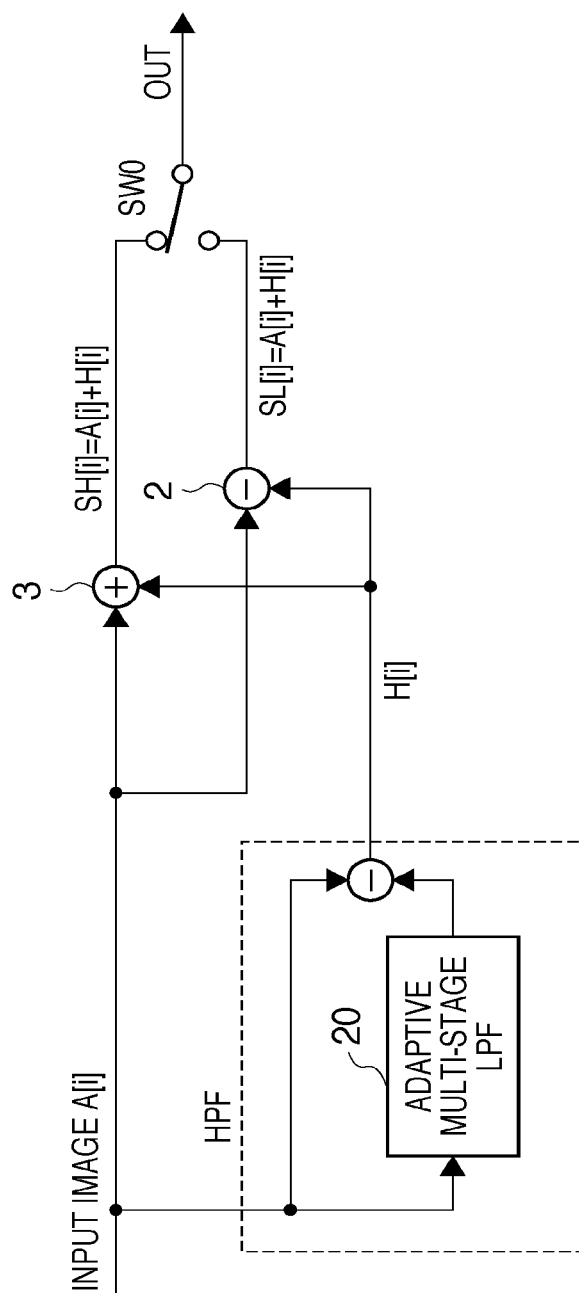 INPUT IMAGE A[i]
HPF
20
ADAPTIVE
MULTI-STAGE
LPF
−
H[i]
3
+
2
−
SH[i]=A[i]+H[i]
SL[i]=A[i]+H[i]
SW0
OUT